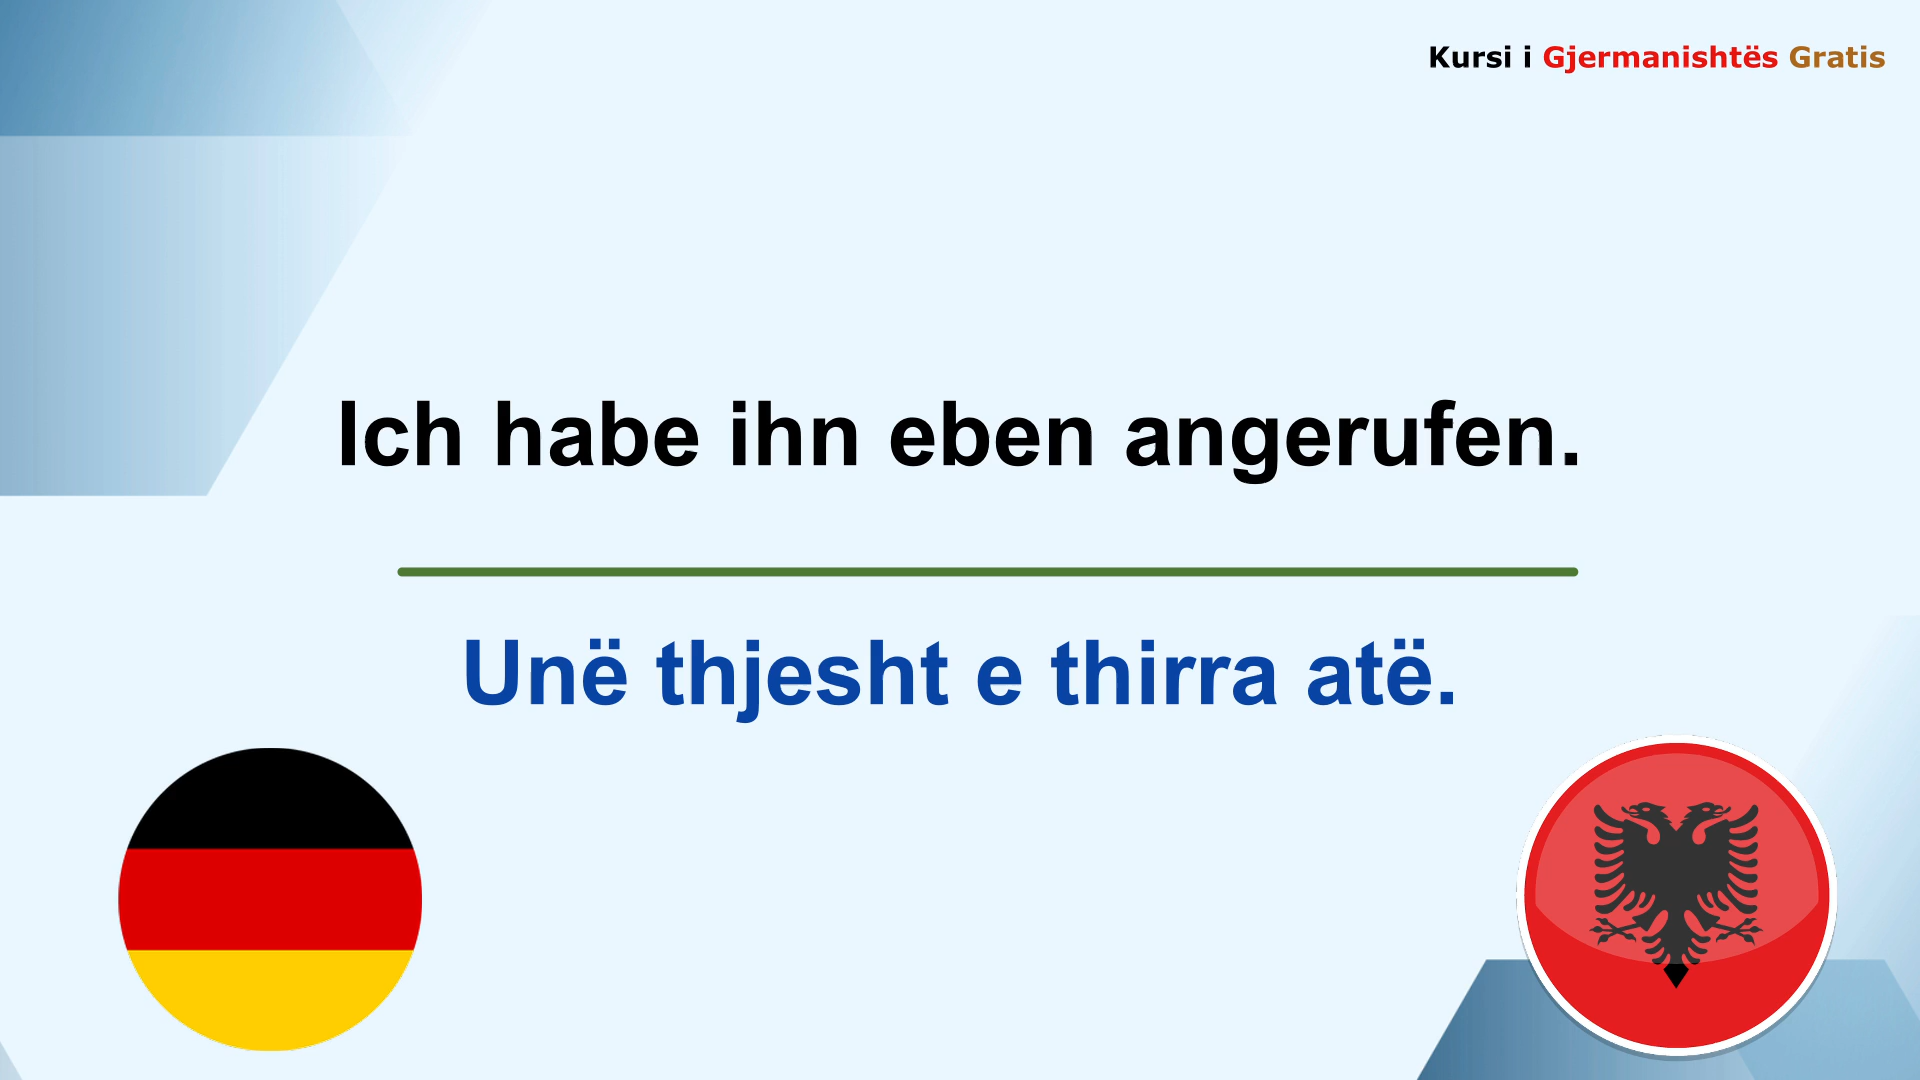 Kursi i Gjermanishtës Gratis
Ich habe ihn eben angerufen.
Unë thjesht e thirra atë.